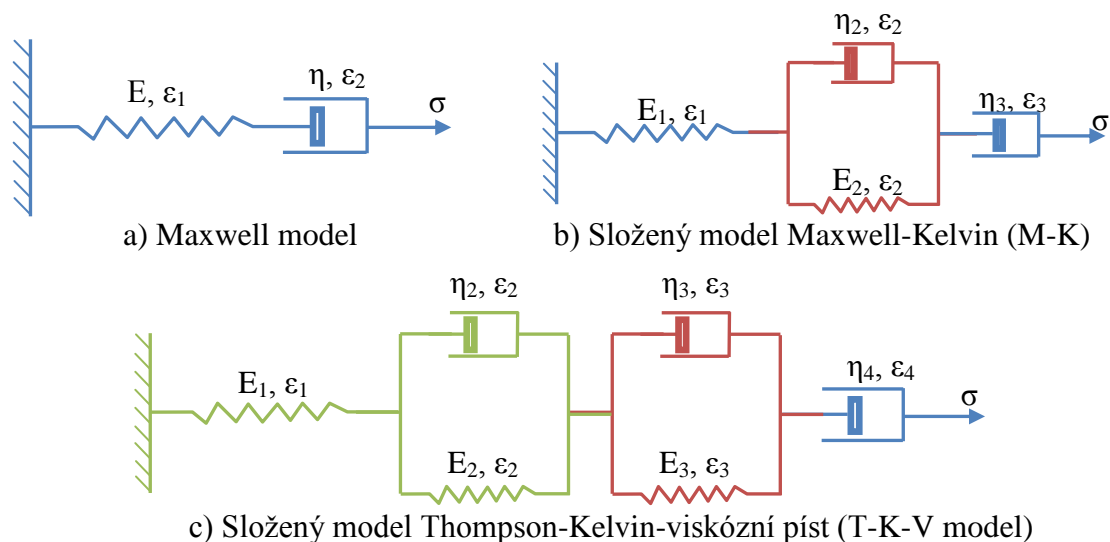 E, ε₁
η, ε₂
σ
a) Maxwell model
η₂, ε₂
E₁, ε₁
η₃, ε₃
σ
E₂, ε₂
b) Složený model Maxwell-Kelvin (M-K)
η₂, ε₂
η₃, ε₃
E₁, ε₁
η₄, ε₄
σ
E₂, ε₂
E₃, ε₃
c) Složený model Thompson-Kelvin-viskózní píst (T-K-V model)